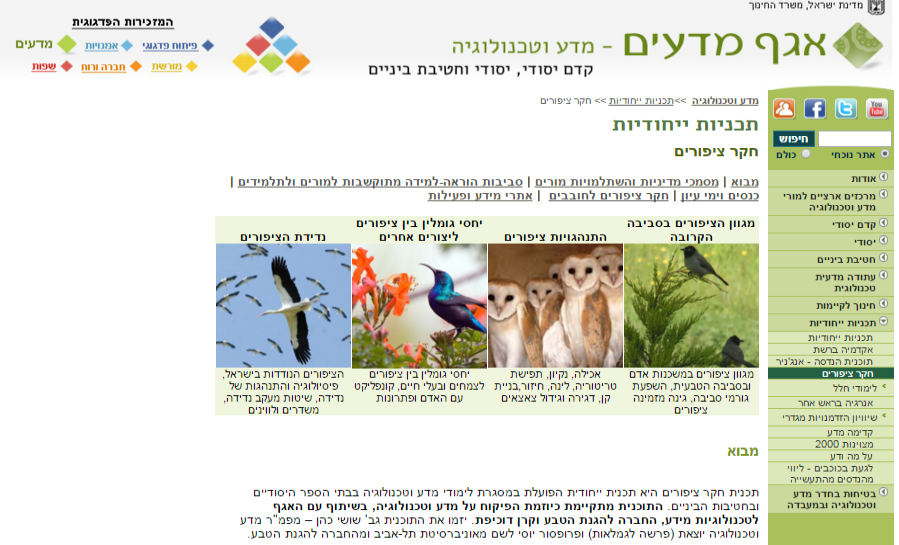 מדינת ישראל, משרד החינוך
אגף מדעים - מדע וטכנולוגיה
קדם יסודי, יסודי וחטיבת ביניים
המזכירות הפדגוגית
פיתוח פדגוגי
אמנויות
מדעים
מורשת
חברה ורוח
שפות
You Tube
חיפוש
אתר נוכחי
כולם
אודות
מרכזים ארציים למורי
מדע וטכנולוגיה
קדם יסודי
יסודי
חטיבת ביניים
עתודה מדעית
טכנולוגית
חינוך לקיימות
תכניות ייחודיות
תכניות ייחודיות
אקדמיה ברשת
תוכנית הנדסה - אנג'ניר
חקר ציפורים
לימודי חלל
אנרגיה בראש אחר
שיוויון הזדמנויות מגדרי
קדימה מדע
מצוינות 2000
על מה ודע
לגעת בכוכבים - ליווי
מהנדסים מהתעשייה
בטיחות בחדר מדע
וטכנולוגיה ובמעבדה
מדע וטכנולוגיה >>תכניות ייחודיות >> חקר ציפורים
תכניות ייחודיות
חקר ציפורים
מבוא | מסמכי מדיניות והשתלמויות מורים | סביבות הוראה-למידה מתוקשבות למורים ולתלמידים |
כנסים וימי עיון | חקר ציפורים לחובבים | אתרי מידע ופעילות
מגוון הציפורים בסביבה
הקרובה
התנהגויות ציפורים
יחסי גומלין בין ציפורים
ליצורים אחרים
נדידת הציפורים
מגוון ציפורים במשכנות אדם
ובסביבה הטבעית, השפעת
גורמי סביבה, גינה מזמינה
ציפורים
אכילה, נקיון, תפישת
טריטוריה, לינה, חיזור,בניית
קן, דגירה וגידול צאצאים
יחסי גומלין בין ציפורים
לצמחים ובעלי חיים, קונפליקט
עם האדם ופתרונות
הציפורים הנודדות בישראל,
פיסיולוגיה והתנהגות של
נדידה, שיטות מעקב נדידה,
משדרים ולווינים
מבוא
תכנית חקר ציפורים היא תכנית ייחודית הפועלת במסגרת לימודי מדע וטכנולוגיה בבתי הספר היסודיים
ובחטיבות הביניים. התוכנית מתקיימת כיוזמת הפיקוח על מדע וטכנולוגיה, בשיתוף עם האגף
לטכנולוגיות מידע, החברה להגנת הטבע וקרן דוכיפת. יזמו את התוכנית גב' שושי כהן – מפמ"ר מדע
וטכנולוגיה יוצאת (פרשה לגמלאות) ופרופסור יוסי לשם מאוניברסיטת תל-אביב ומהחברה להגנת הטבע.